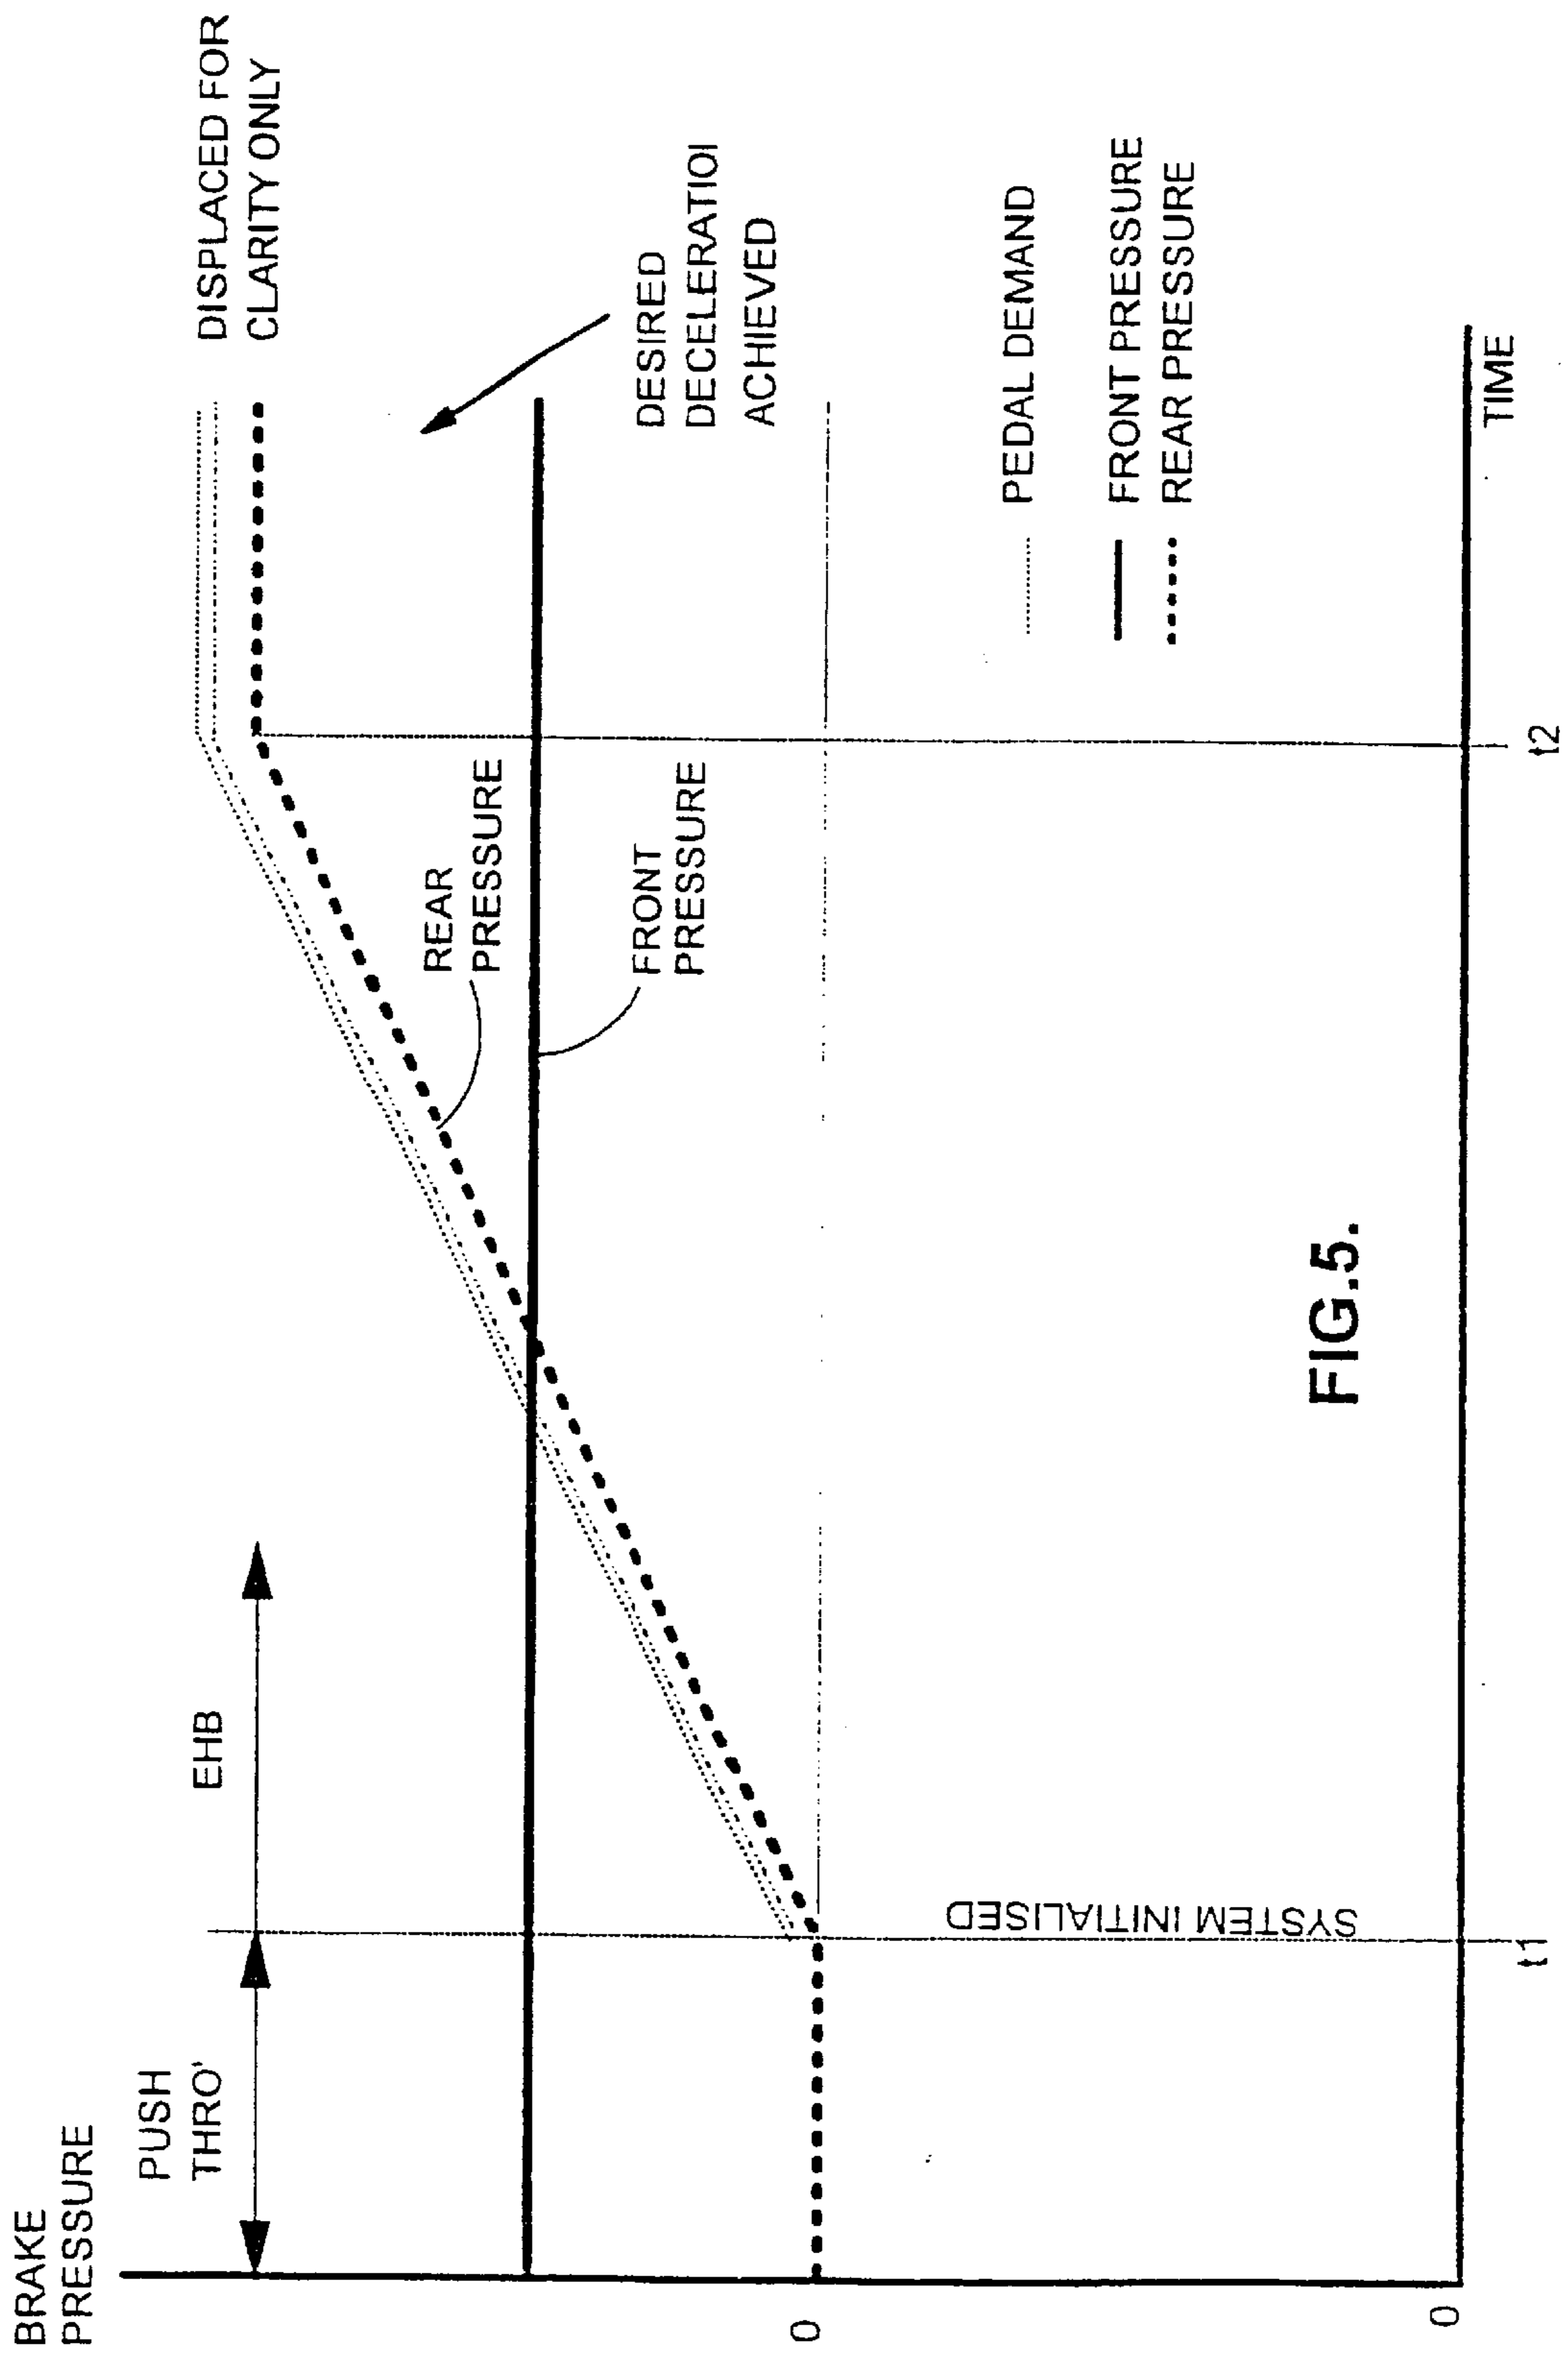 BRAKE
PRESSURE
PUSH
THRO'
EHB
DISPLACED FOR
CLARITY ONLY
REAR
PRESSURE
FRONT
PRESSURE
DESIRED
DECELERATIOI
ACHIEVED
0
SYSTEM INITIALISED
PEDAL DEMAND
FRONT PRESSURE
REAR PRESSURE
FIG.5.
0
t1
t2
TIME